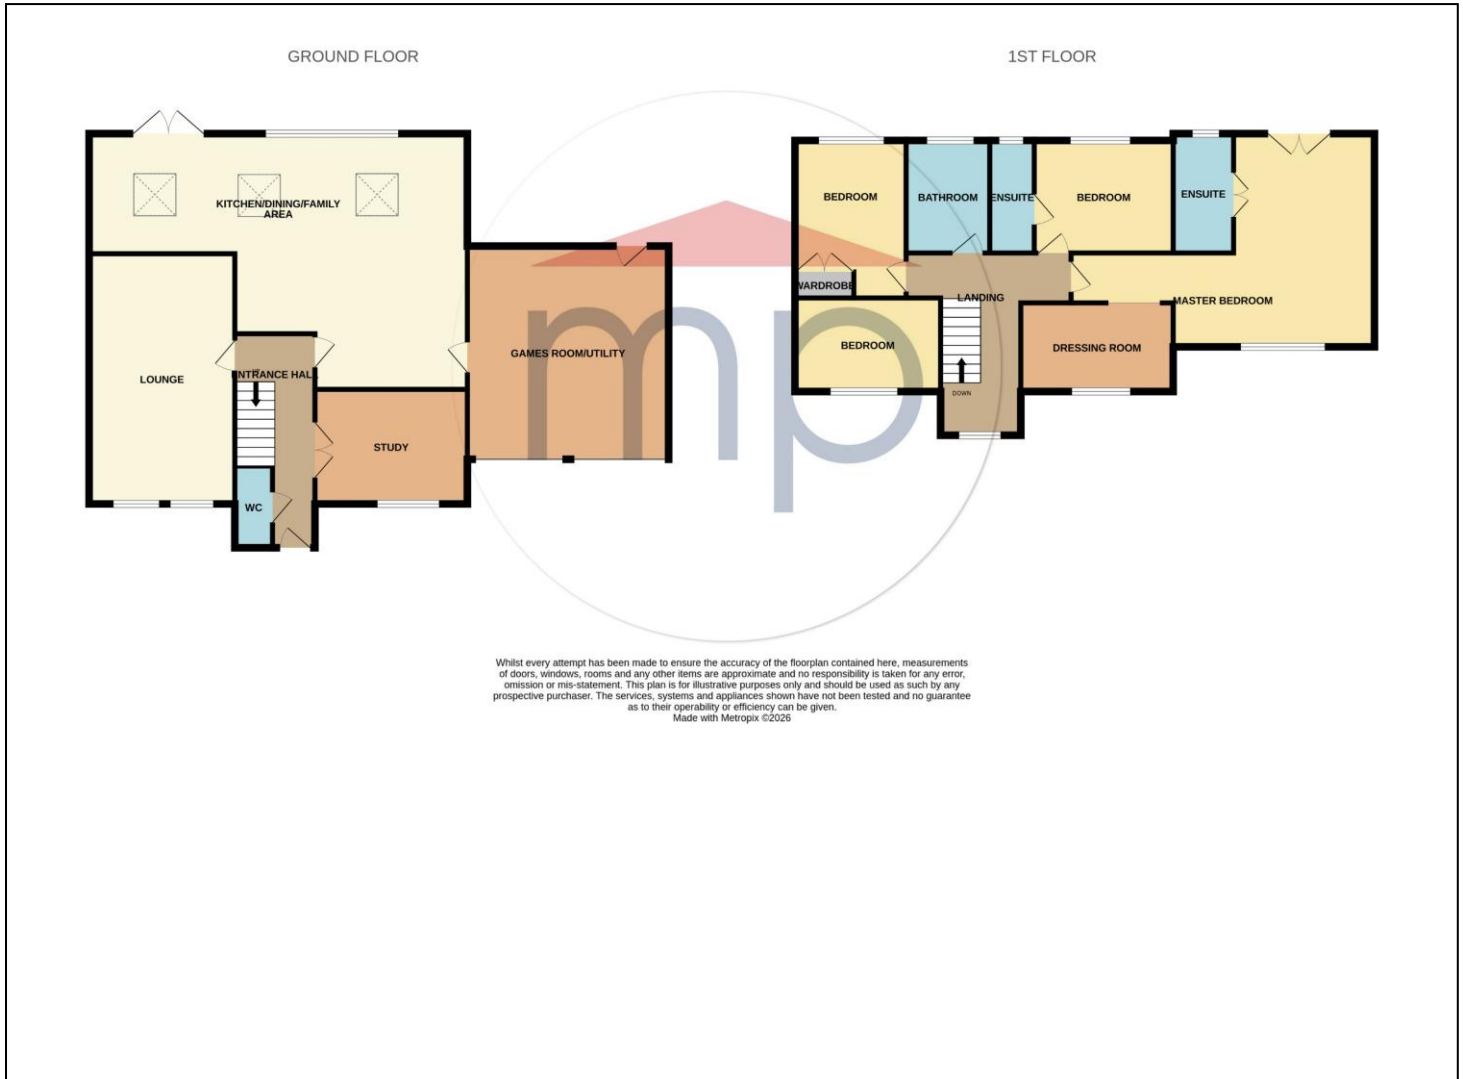 GROUND FLOOR
KITCHEN/DINING/FAMILY
AREA
LOUNGE
ENTRANCE HALL
GAMES ROOM/UTILITY
STUDY
WC
1ST FLOOR
BEDROOM
BATHROOM
ENSUITE
BEDROOM
ENSUITE
WARDROBE
LANDING
MASTER BEDROOM
BEDROOM
DRESSING ROOM
DOWN
mp
Whilst every attempt has been made to ensure the accuracy of the floorplan contained here, measurements
of doors, windows, rooms and any other items are approximate and no responsibility is taken for any error,
omission or mis-statement. This plan is for illustrative purposes only and should be used as such by any
prospective purchaser. The services, systems and appliances shown have not been tested and no guarantee
as to their operability or efficiency can be given.
Made with Metropix ©2026